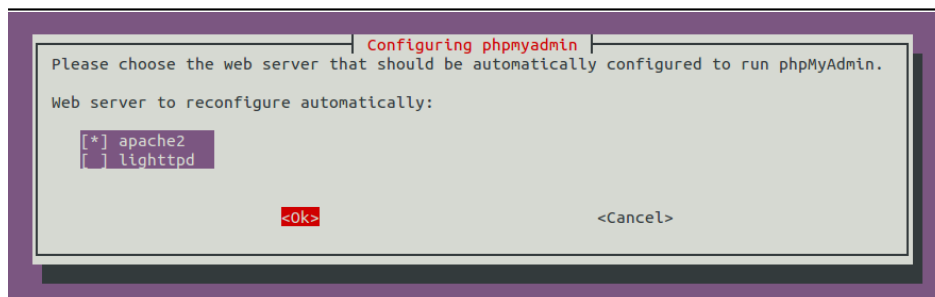 Configuring phpmyadmin
Please choose the web server that should be automatically configured to run phpMyAdmin.
Web server to reconfigure automatically:
[*] apache2
[ ] lighttpd
<Ok> <Cancel>